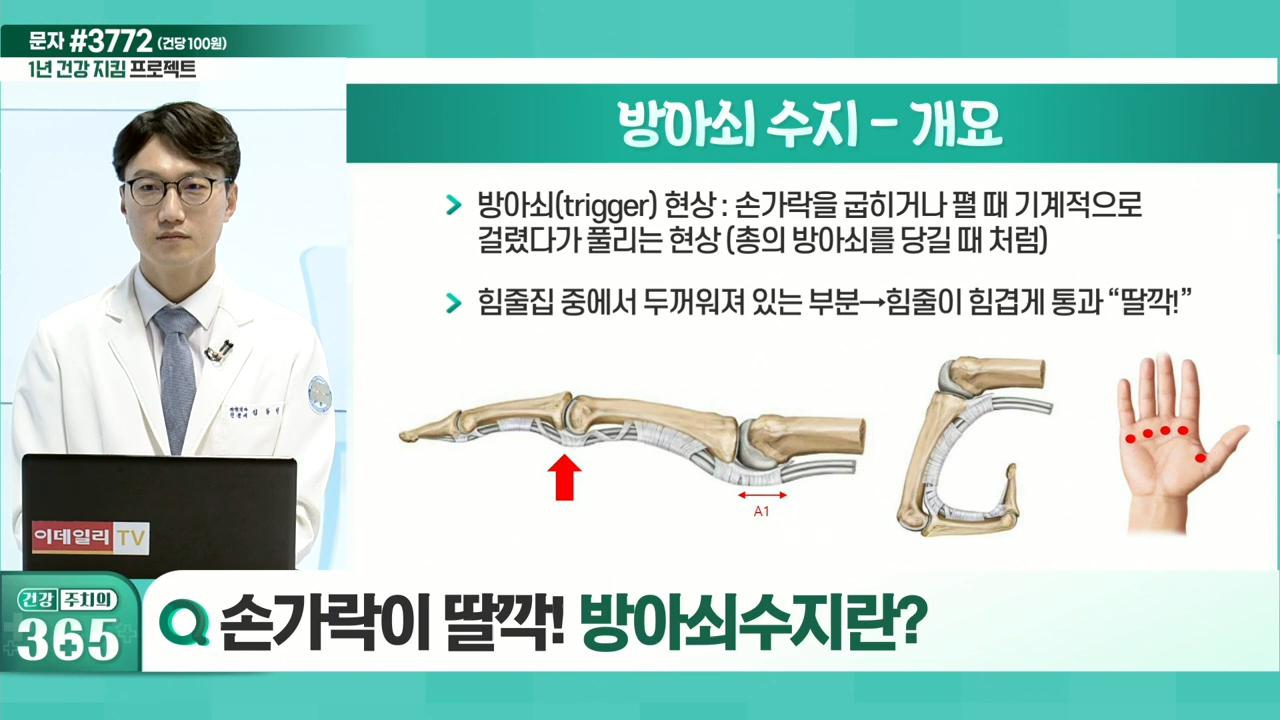 문자 #3772 (건당 100원)
1년 건강 지킴 프로젝트
방아쇠 수지 - 개요
방아쇠(trigger) 현상 : 손가락을 굽히거나 펼 때 기계적으로
걸렸다가 풀리는 현상 (총의 방아쇠를 당길 때 처럼)
힘줄집 중에서 두꺼워져 있는 부분→힘줄이 힘겹게 통과 “딸깍!”
A1
이데일리 TV
건강 주치의
365
Q 손가락이 딸깍! 방아쇠수지란?